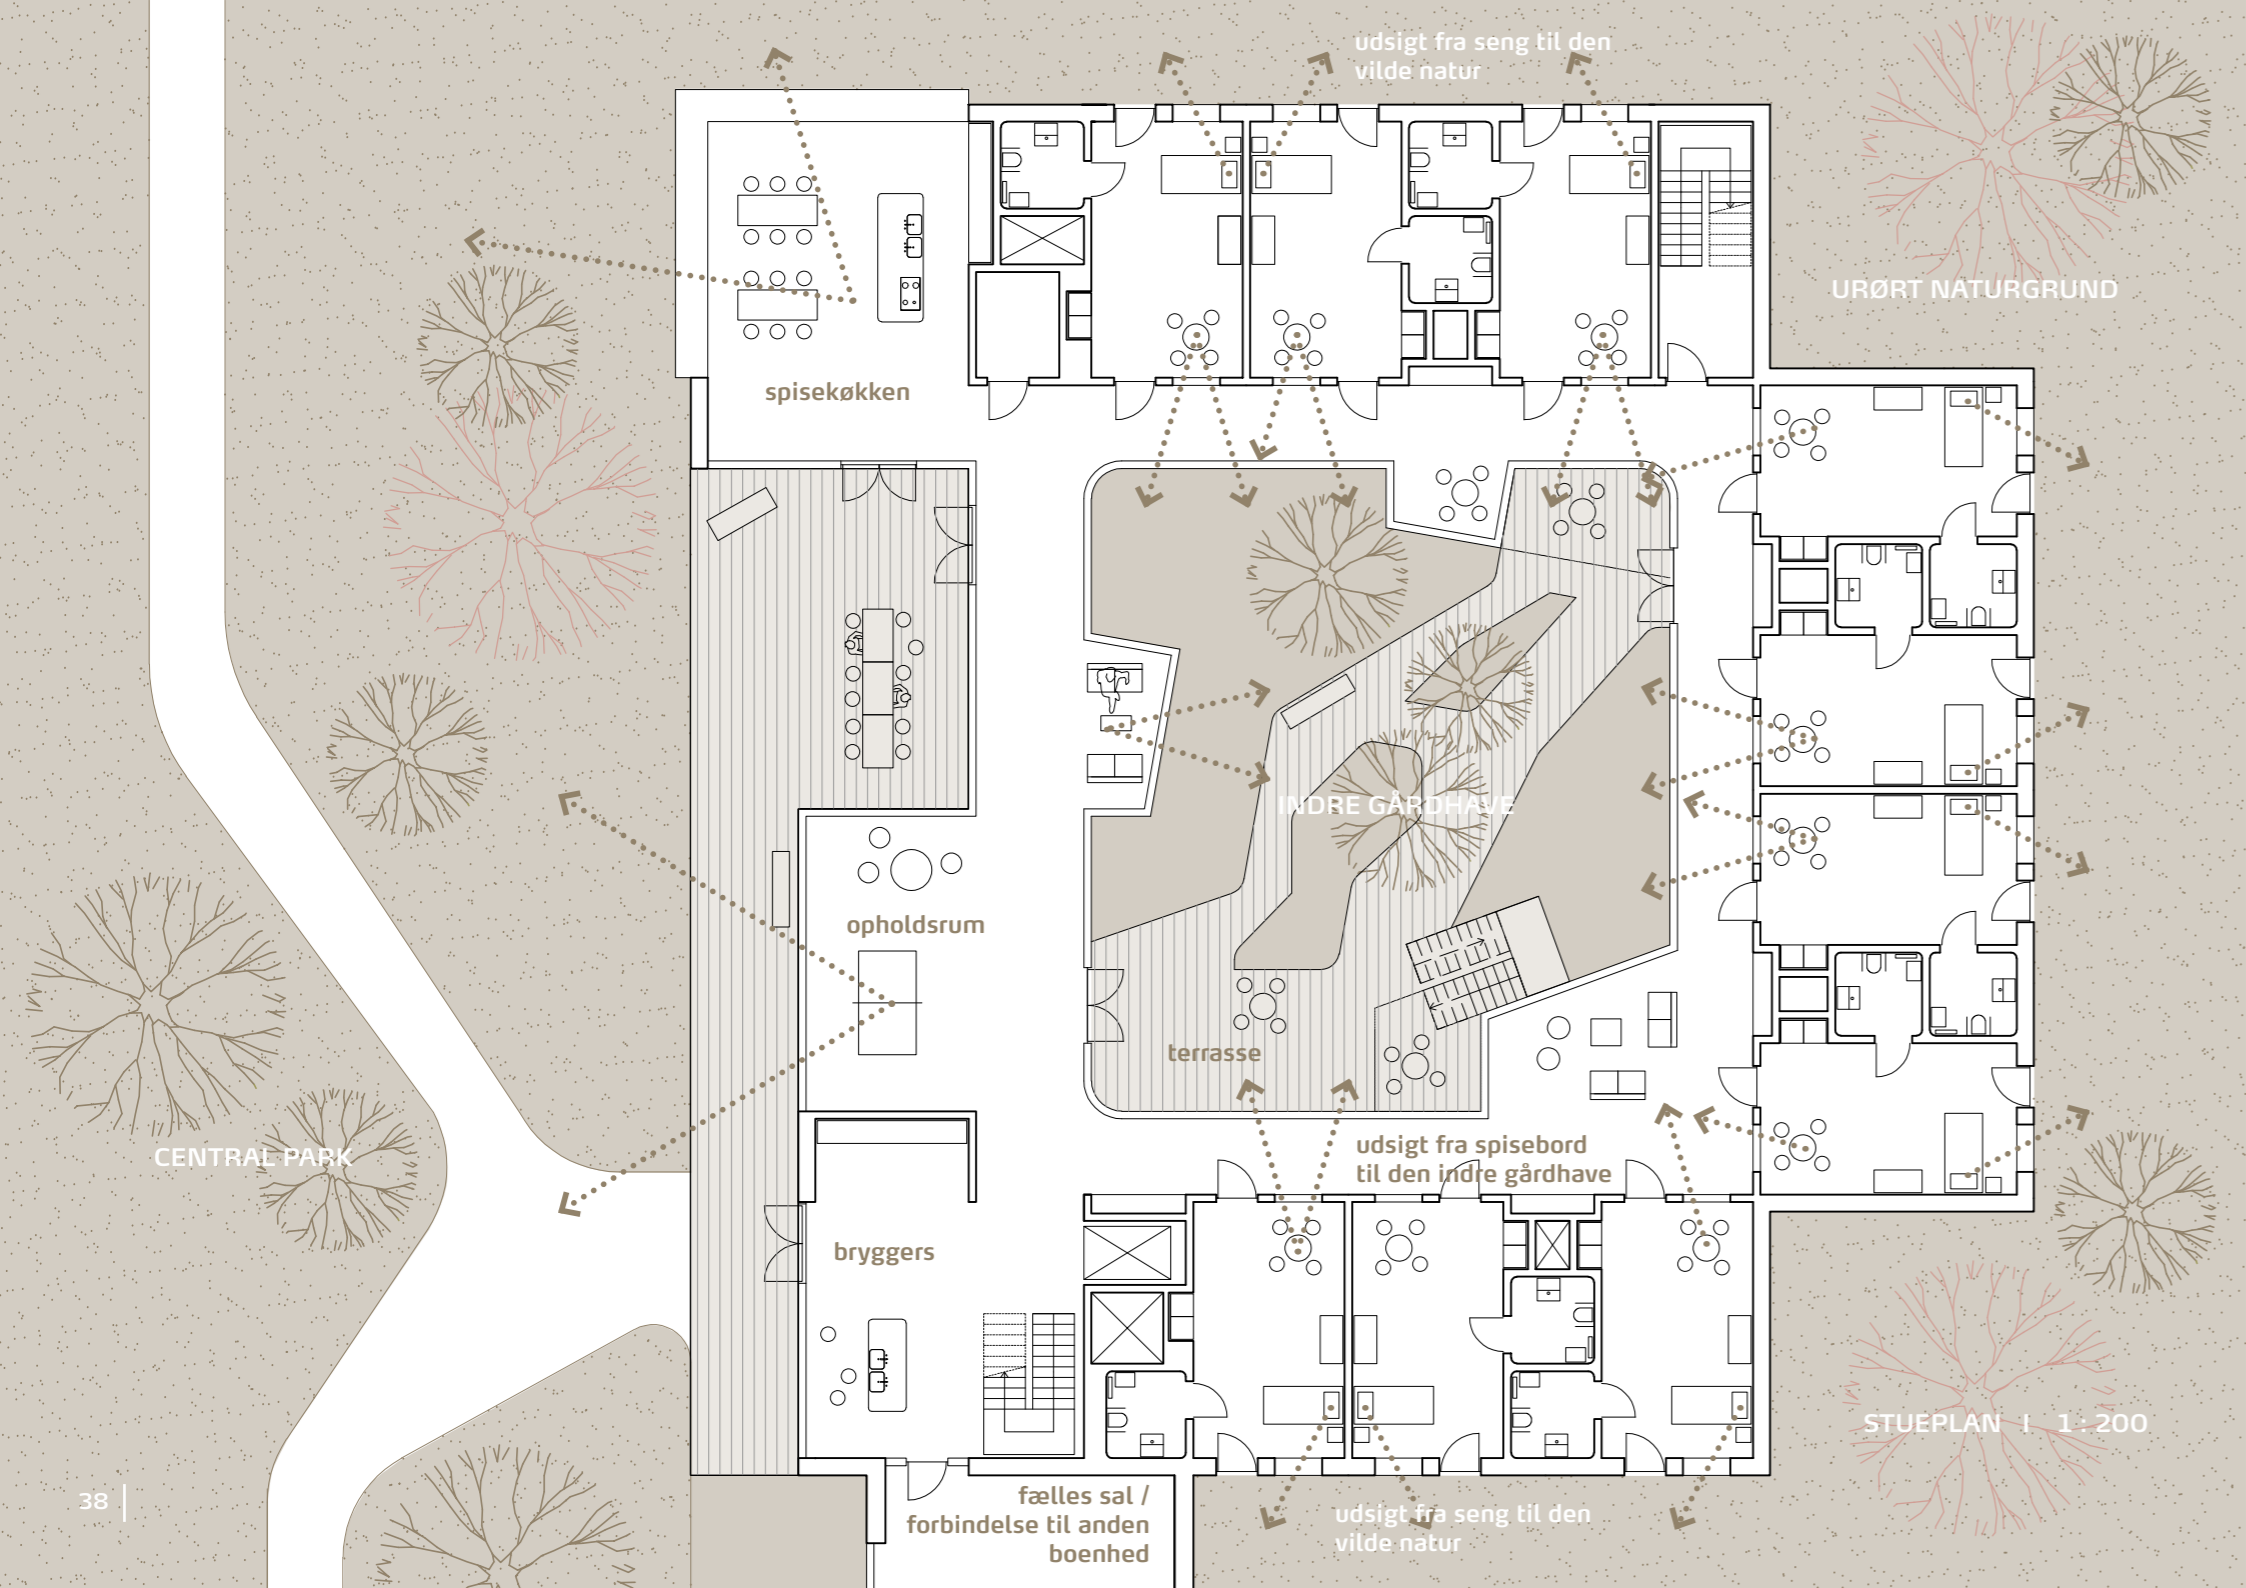 udsigt fra seng til den
vilde natur
URØRT NATURGRUND
spisekøkken
INDRE GÅRDHAVE
opholdsrum
terrasse
udsigt fra spisebord
til den indre gårdhave
CENTRAL PARK
bryggers
STUEPLAN I 1 : 200
38
fælles sal /
forbindelse til anden
boenhed
udsigt fra seng til den
vilde natur